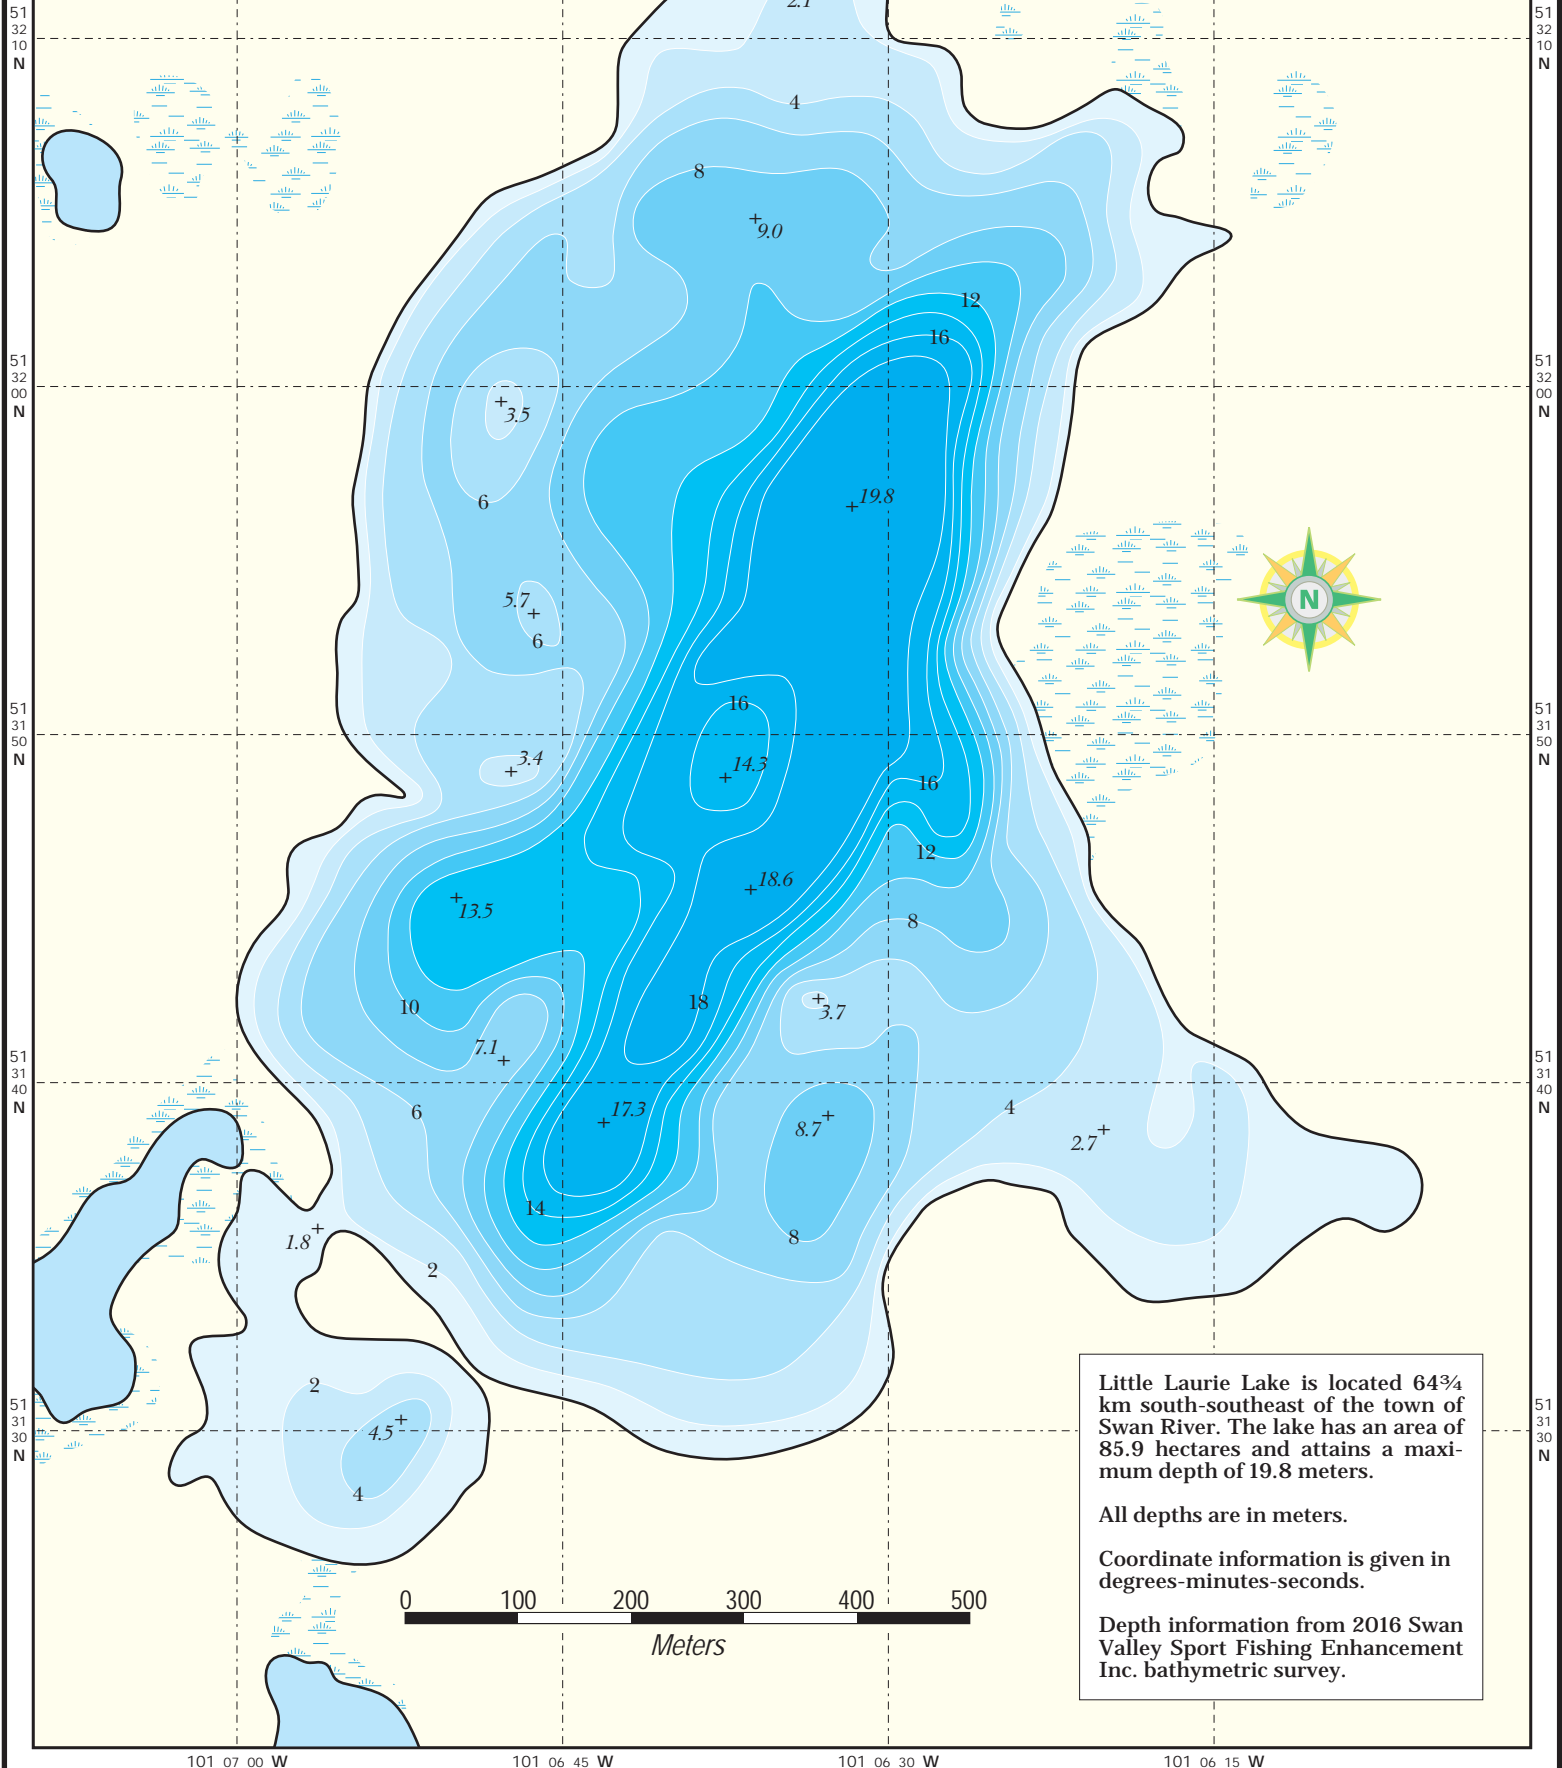 2.1
51 51
32 32
10 10
N N
4
8
9.0
12
16
51 51
32 32
00 00
N N
3.5
6
19.8
5.7
6
N
16
51 51
31 31
50 50
N N
3.4
14.3
16
12
18.6
13.5
8
10
18
3.7
7.1
51 51
31 31
40 40
N N
6
17.3
4
8.7
2.7
14
1.8
8
2
2
51 51
31 31
30 30
N N
4.5
4
Little Laurie Lake is located 64¾
km south-southeast of the town of
Swan River. The lake has an area of
85.9 hectares and attains a maxi-
mum depth of 19.8 meters.
All depths are in meters.
Coordinate information is given in
degrees-minutes-seconds.
Depth information from 2016 Swan
Valley Sport Fishing Enhancement
Inc. bathymetric survey.
0 100 200 300 400 500
Meters
101 07 00 W 101 06 45 W 101 06 30 W 101 06 15 W